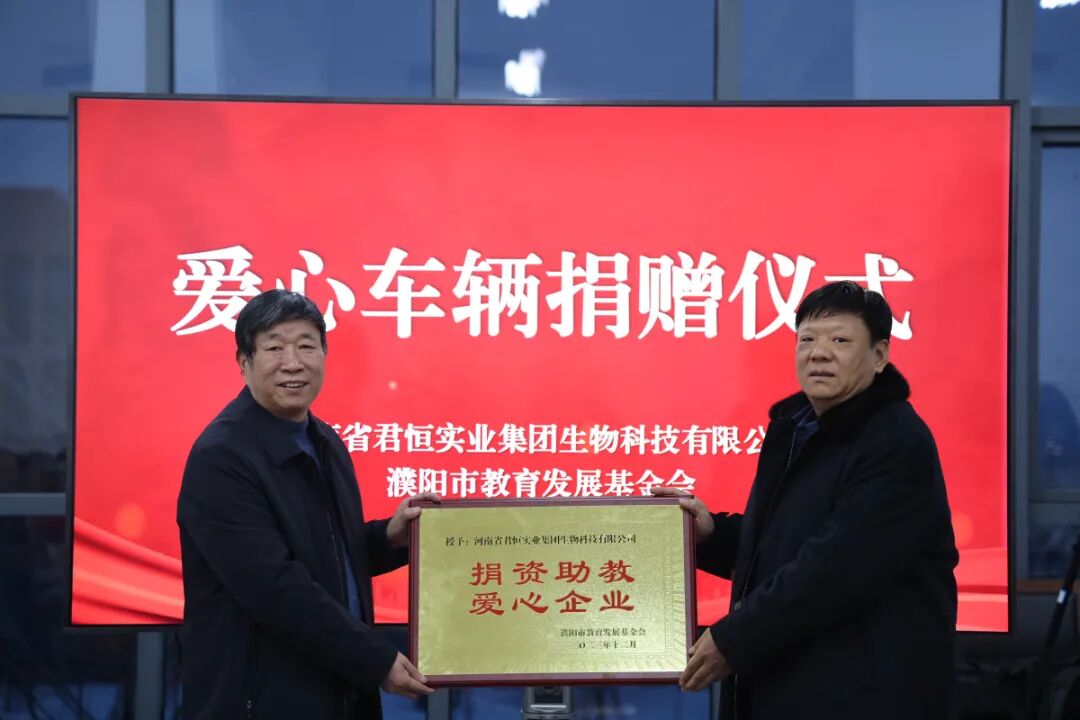 爱心车辆捐赠仪式
省君恒实业集团生物科技有限公
濮阳市教育发展基金会
授予：河南省君恒实业集团生物科技有限公司
捐资助教
爱心企业
濮阳市教育发展基金会
二〇二三年十二月